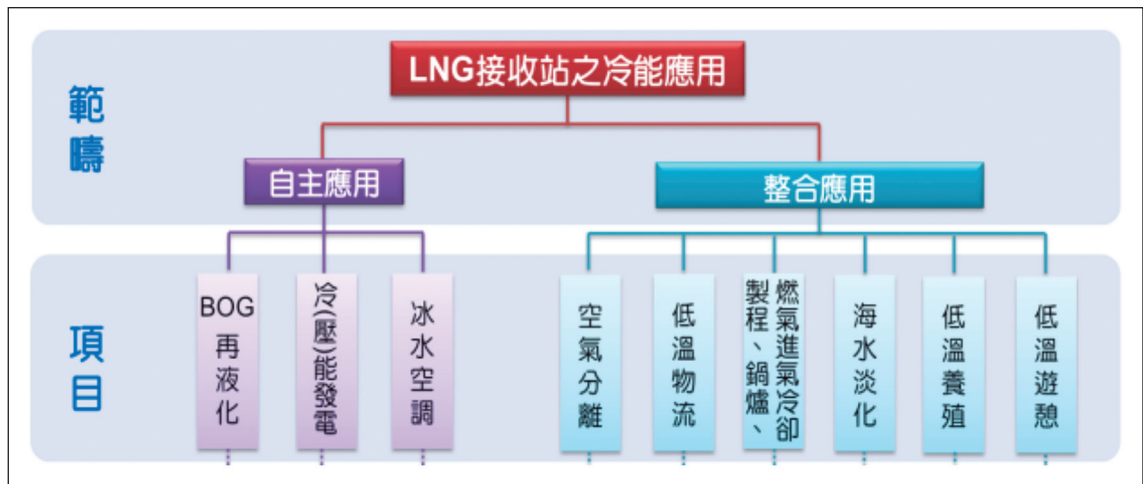 範疇
LNG接收站之冷能應用
自主應用
整合應用
項目
BOG再液化
冷(壓)能發電
冰水空調
空氣分離
低溫物流
製程、鍋爐、
燃氣進氣冷卻
海水淡化
低溫養殖
低溫遊憩